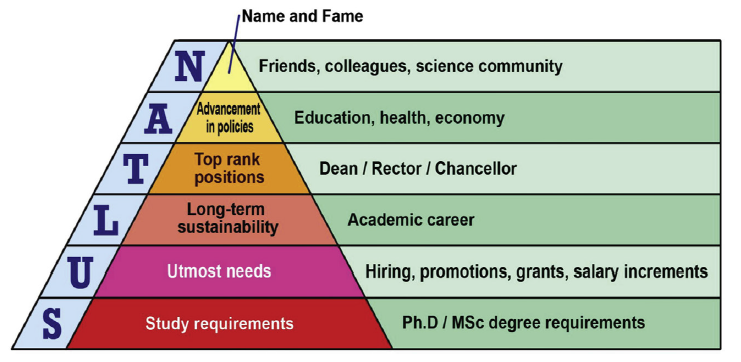 Name and Fame
N
Friends, colleagues, science community
A
Advancement
in policies
Education, health, economy
T
Top rank
positions
Dean / Rector / Chancellor
L
Long-term
sustainability
Academic career
U
Utmost needs
Hiring, promotions, grants, salary increments
S
Study requirements
Ph.D / MSc degree requirements